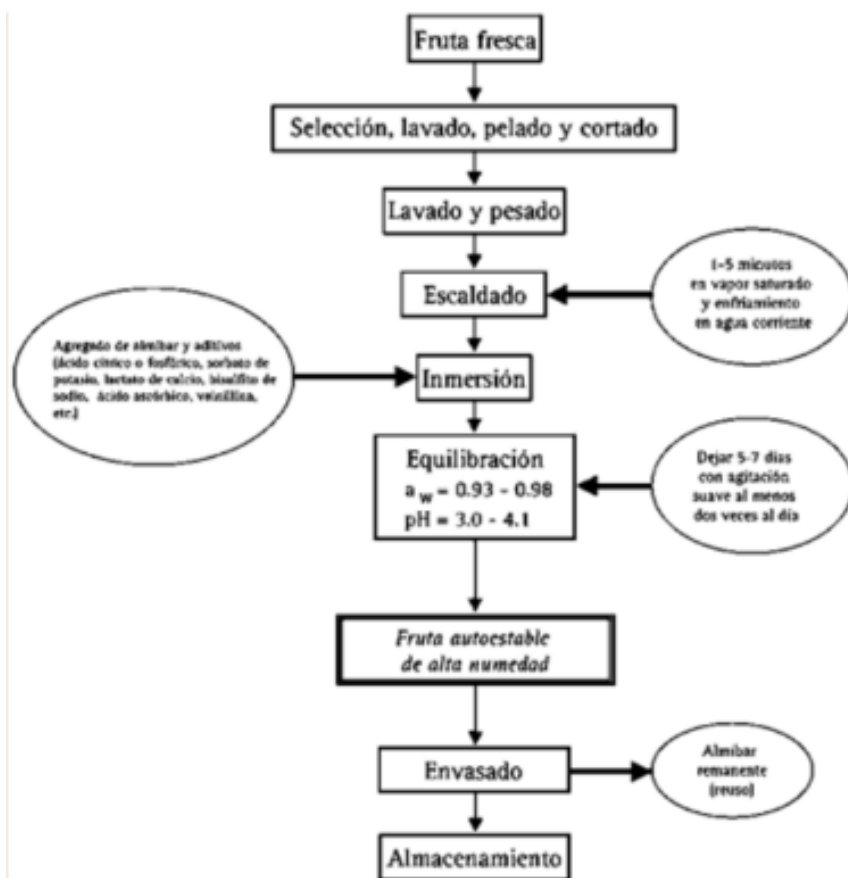 Fruta fresca
Selección, lavado, pelado y cortado
Lavado y pesado
1-5 minutos
en vapor saturado
y enfriamiento
en agua corriente
Escaldado
Agregado de almibar y aditivos
(ácido cítrico o fosfórico, sorbato de
potasio, lactato de calcio, bisulfito de
sodio, ácido ascórbico, vainillina,
etc.)
Inmersión
Equilibración
a w = 0.93 - 0.98
pH = 3.0 - 4.1
Dejar 5-7 días
con agitación
suave al menos
dos veces al día
Fruta autoestable
de alta numedad
Envasado
Almibar
remanente
(reuso)
Almacenamiento